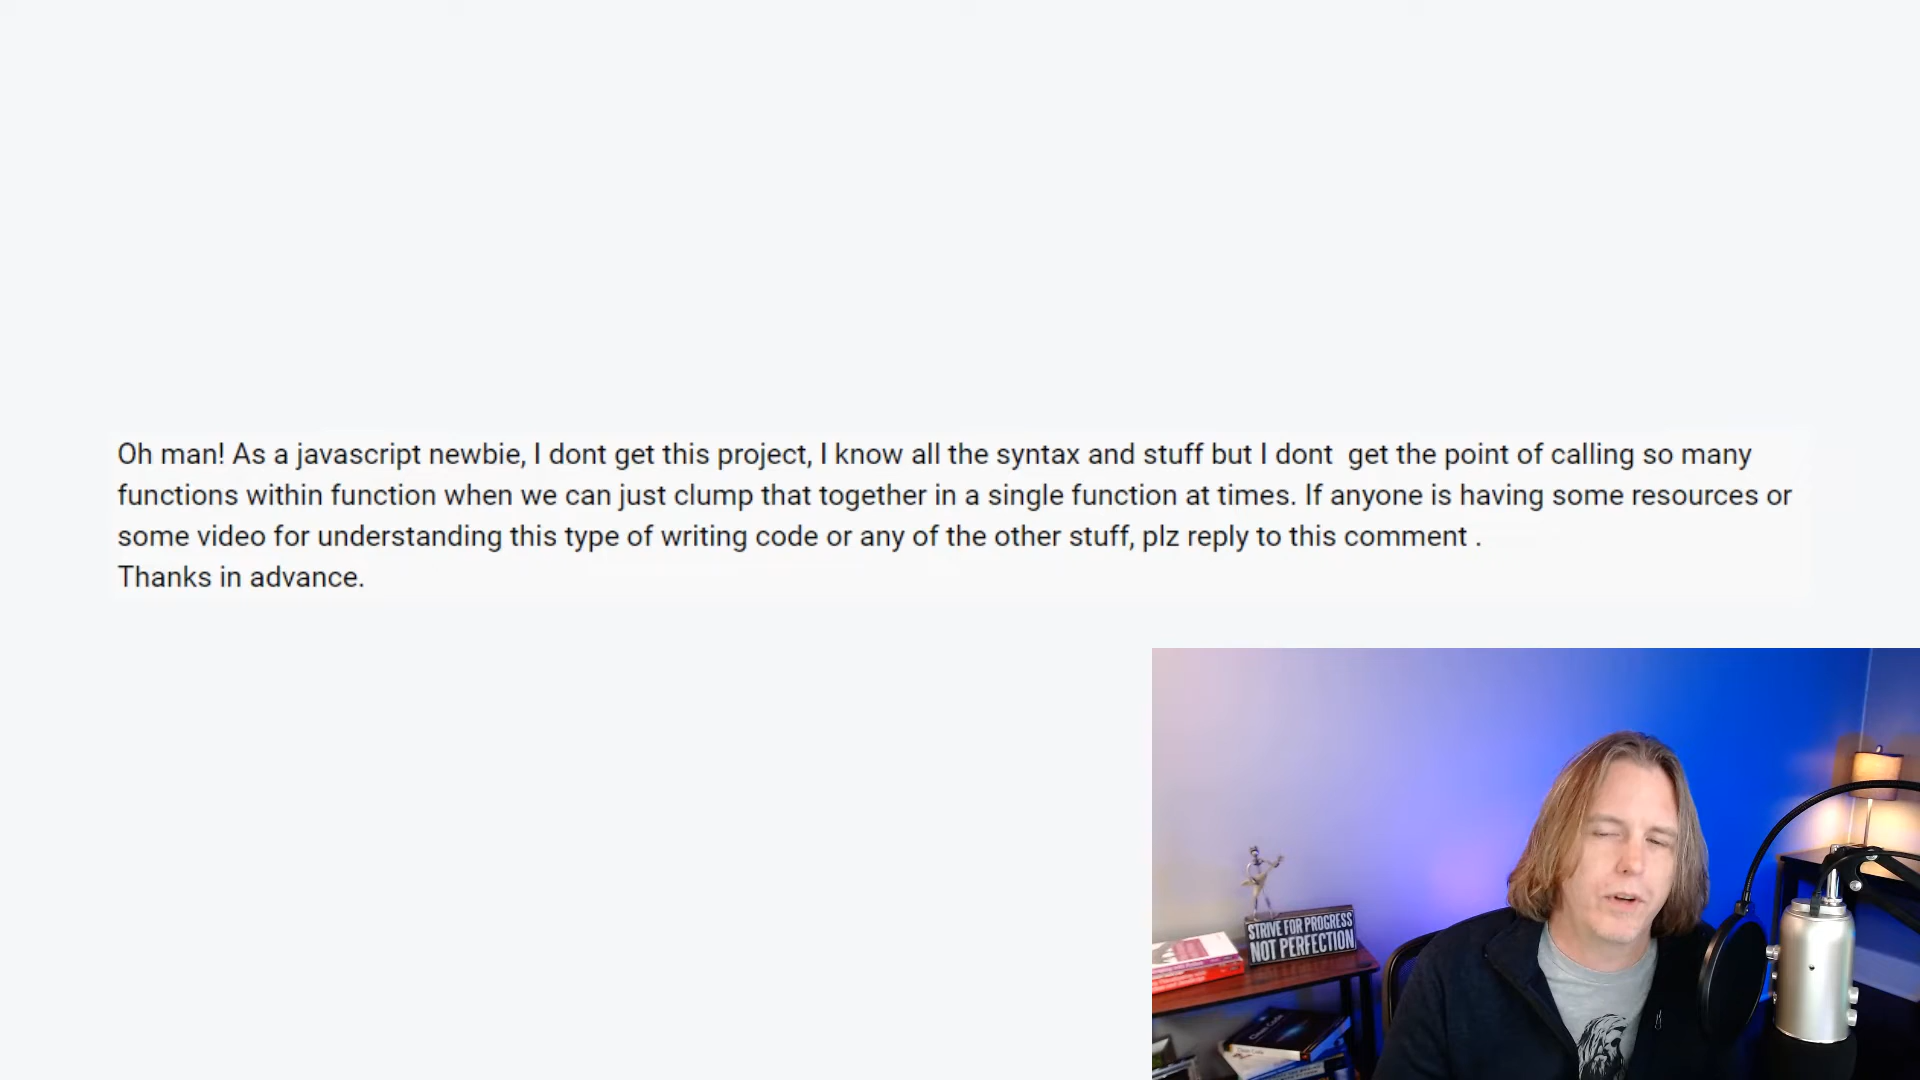 Oh man! As a javascript newbie, I dont get this project, I know all the syntax and stuff but I dont  get the point of calling so many
functions within function when we can just clump that together in a single function at times. If anyone is having some resources or
some video for understanding this type of writing code or any of the other stuff, plz reply to this comment .
Thanks in advance.
STRIVE FOR PROGRESS
NOT PERFECTION
Clean Code